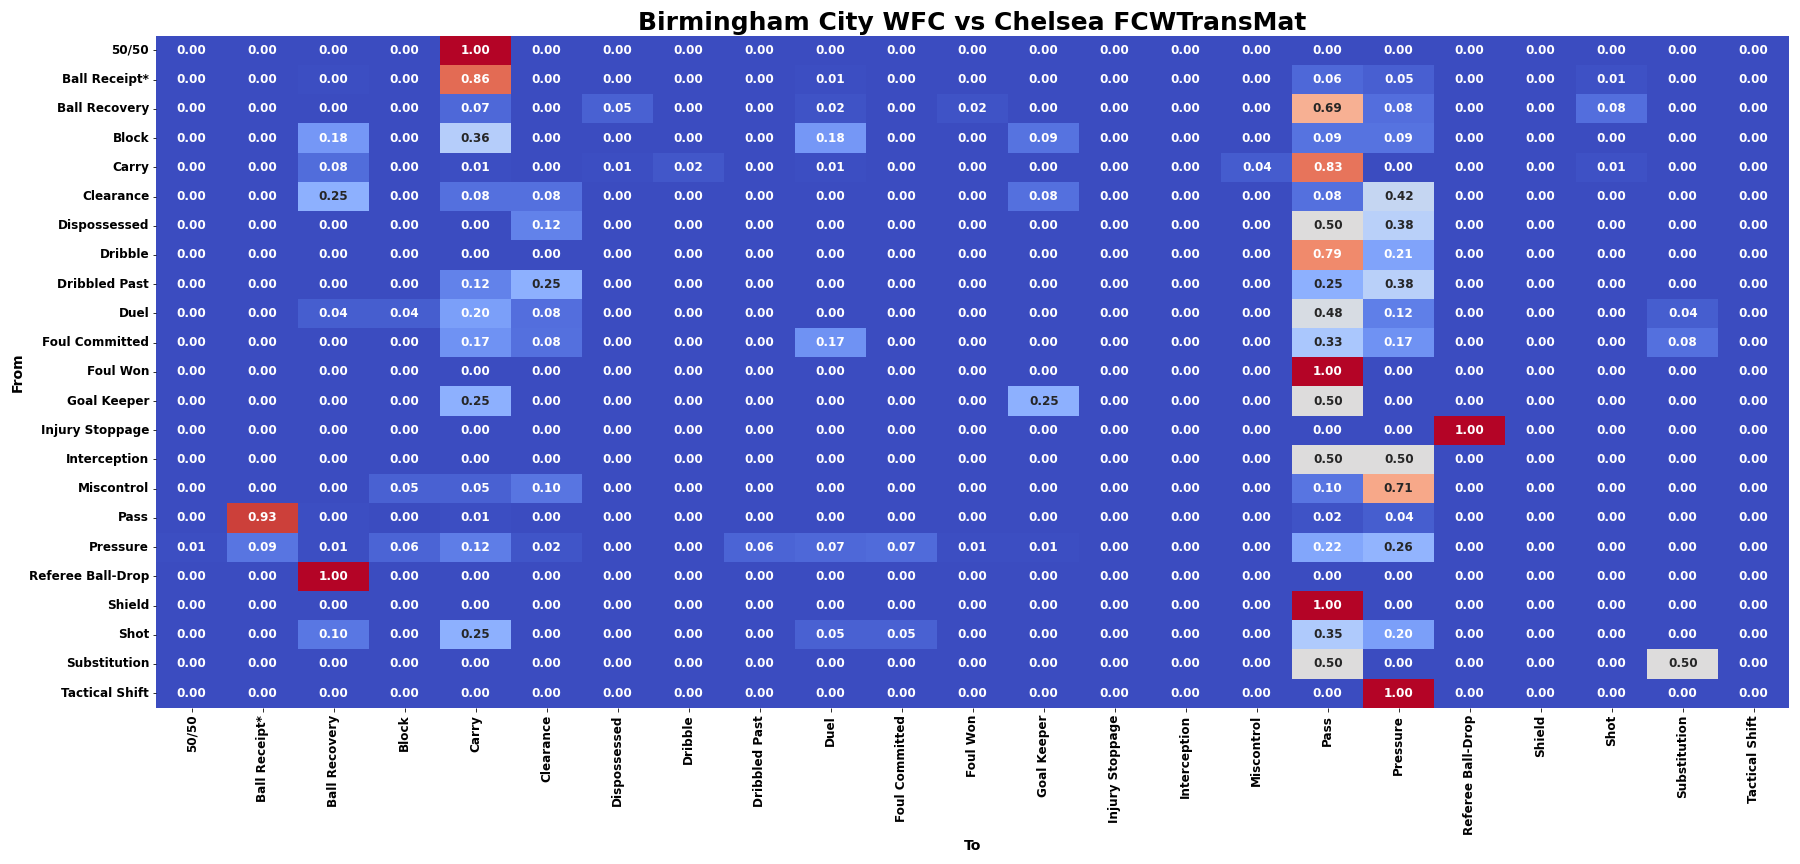 Birmingham City WFC vs Chelsea FCWTransMat
50/50 0.00 0.00 0.00 0.00 1.00 0.00 0.00 0.00 0.00 0.00 0.00 0.00 0.00 0.00 0.00 0.00 0.00 0.00 0.00 0.00 0.00 0.00 0.00
Ball Receipt* 0.00 0.00 0.00 0.00 0.86 0.00 0.00 0.00 0.00 0.01 0.00 0.00 0.00 0.00 0.00 0.00 0.06 0.05 0.00 0.00 0.01 0.00 0.00
Ball Recovery 0.00 0.00 0.00 0.00 0.07 0.00 0.05 0.00 0.00 0.02 0.00 0.02 0.00 0.00 0.00 0.00 0.69 0.08 0.00 0.00 0.08 0.00 0.00
Block 0.00 0.00 0.18 0.00 0.36 0.00 0.00 0.00 0.00 0.18 0.00 0.00 0.09 0.00 0.00 0.00 0.09 0.09 0.00 0.00 0.00 0.00 0.00
Carry 0.00 0.00 0.08 0.00 0.01 0.00 0.01 0.02 0.00 0.01 0.00 0.00 0.00 0.00 0.00 0.04 0.83 0.00 0.00 0.00 0.01 0.00 0.00
Clearance 0.00 0.00 0.25 0.00 0.08 0.08 0.00 0.00 0.00 0.00 0.00 0.00 0.08 0.00 0.00 0.00 0.08 0.42 0.00 0.00 0.00 0.00 0.00
Dispossessed 0.00 0.00 0.00 0.00 0.00 0.12 0.00 0.00 0.00 0.00 0.00 0.00 0.00 0.00 0.00 0.00 0.50 0.38 0.00 0.00 0.00 0.00 0.00
Dribble 0.00 0.00 0.00 0.00 0.00 0.00 0.00 0.00 0.00 0.00 0.00 0.00 0.00 0.00 0.00 0.00 0.79 0.21 0.00 0.00 0.00 0.00 0.00
Dribbled Past 0.00 0.00 0.00 0.00 0.12 0.25 0.00 0.00 0.00 0.00 0.00 0.00 0.00 0.00 0.00 0.00 0.25 0.38 0.00 0.00 0.00 0.00 0.00
Duel 0.00 0.00 0.04 0.04 0.20 0.08 0.00 0.00 0.00 0.00 0.00 0.00 0.00 0.00 0.00 0.00 0.48 0.12 0.00 0.00 0.00 0.04 0.00
Foul Committed 0.00 0.00 0.00 0.00 0.17 0.08 0.00 0.00 0.00 0.17 0.00 0.00 0.00 0.00 0.00 0.00 0.33 0.17 0.00 0.00 0.00 0.08 0.00
Foul Won 0.00 0.00 0.00 0.00 0.00 0.00 0.00 0.00 0.00 0.00 0.00 0.00 0.00 0.00 0.00 0.00 1.00 0.00 0.00 0.00 0.00 0.00 0.00
Goal Keeper 0.00 0.00 0.00 0.00 0.25 0.00 0.00 0.00 0.00 0.00 0.00 0.00 0.25 0.00 0.00 0.00 0.50 0.00 0.00 0.00 0.00 0.00 0.00
Injury Stoppage 0.00 0.00 0.00 0.00 0.00 0.00 0.00 0.00 0.00 0.00 0.00 0.00 0.00 0.00 0.00 0.00 0.00 0.00 1.00 0.00 0.00 0.00 0.00
Interception 0.00 0.00 0.00 0.00 0.00 0.00 0.00 0.00 0.00 0.00 0.00 0.00 0.00 0.00 0.00 0.00 0.50 0.50 0.00 0.00 0.00 0.00 0.00
Miscontrol 0.00 0.00 0.00 0.05 0.05 0.10 0.00 0.00 0.00 0.00 0.00 0.00 0.00 0.00 0.00 0.00 0.10 0.71 0.00 0.00 0.00 0.00 0.00
Pass 0.00 0.93 0.00 0.00 0.01 0.00 0.00 0.00 0.00 0.00 0.00 0.00 0.00 0.00 0.00 0.00 0.02 0.04 0.00 0.00 0.00 0.00 0.00
Pressure 0.01 0.09 0.01 0.06 0.12 0.02 0.00 0.00 0.06 0.07 0.07 0.01 0.01 0.00 0.00 0.00 0.22 0.26 0.00 0.00 0.00 0.00 0.00
Referee Ball-Drop 0.00 0.00 1.00 0.00 0.00 0.00 0.00 0.00 0.00 0.00 0.00 0.00 0.00 0.00 0.00 0.00 0.00 0.00 0.00 0.00 0.00 0.00 0.00
Shield 0.00 0.00 0.00 0.00 0.00 0.00 0.00 0.00 0.00 0.00 0.00 0.00 0.00 0.00 0.00 0.00 1.00 0.00 0.00 0.00 0.00 0.00 0.00
Shot 0.00 0.00 0.10 0.00 0.25 0.00 0.00 0.00 0.00 0.05 0.05 0.00 0.00 0.00 0.00 0.00 0.35 0.20 0.00 0.00 0.00 0.00 0.00
Substitution 0.00 0.00 0.00 0.00 0.00 0.00 0.00 0.00 0.00 0.00 0.00 0.00 0.00 0.00 0.00 0.00 0.50 0.00 0.00 0.00 0.00 0.50 0.00
Tactical Shift 0.00 0.00 0.00 0.00 0.00 0.00 0.00 0.00 0.00 0.00 0.00 0.00 0.00 0.00 0.00 0.00 0.00 1.00 0.00 0.00 0.00 0.00 0.00
From
50/50
Ball Receipt*
Ball Recovery
Block
Carry
Clearance
Dispossessed
Dribble
Dribbled Past
Duel
Foul Committed
Foul Won
Goal Keeper
Injury Stoppage
Interception
Miscontrol
Pass
Pressure
Referee Ball-Drop
Shield
Shot
Substitution
Tactical Shift
To